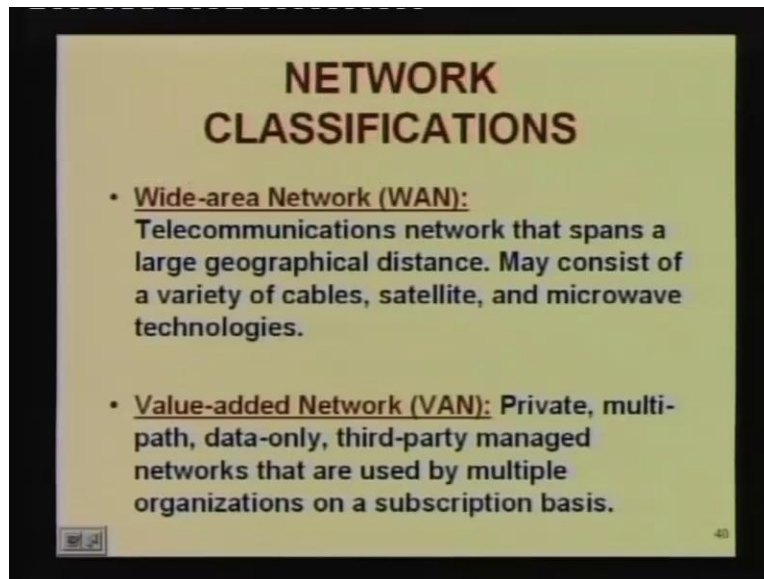 NETWORK
CLASSIFICATIONS
• Wide-area Network (WAN):
Telecommunications network that spans a
large geographical distance. May consist of
a variety of cables, satellite, and microwave
technologies.
• Value-added Network (VAN): Private, multi-
path, data-only, third-party managed
networks that are used by multiple
organizations on a subscription basis.
40